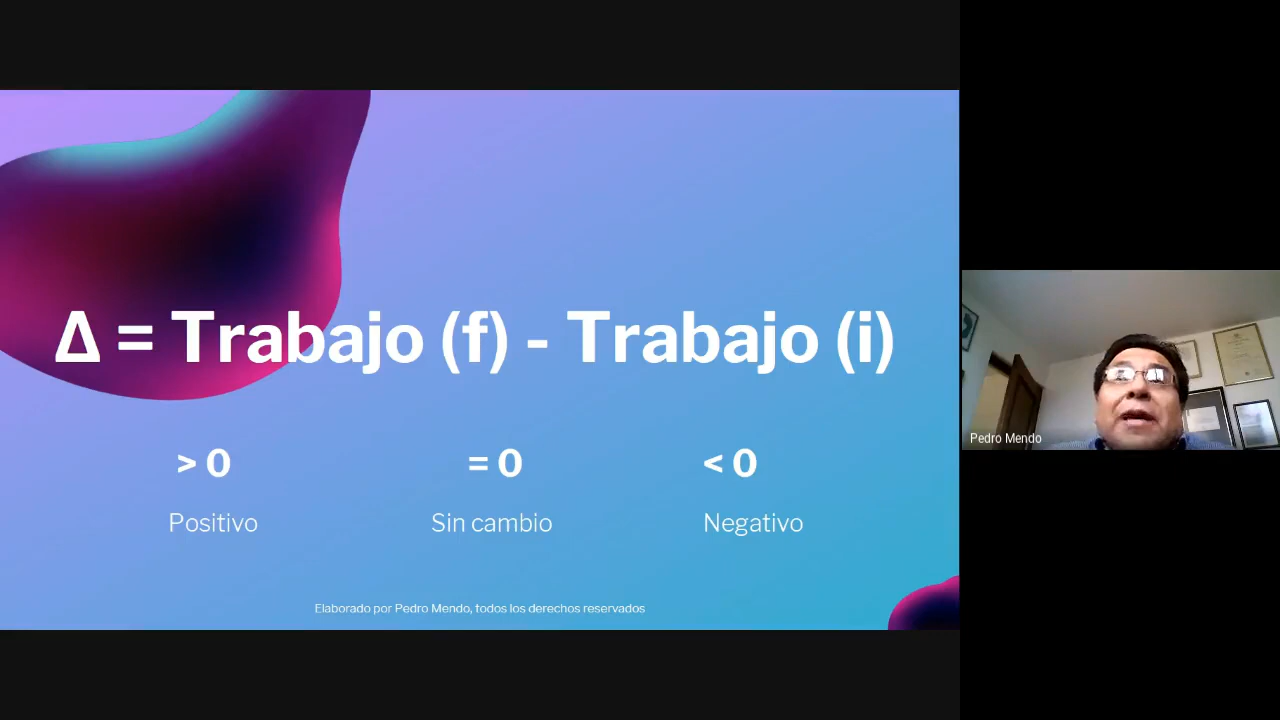 Δ = Trabajo (f) - Trabajo (i)
> 0
= 0
< 0
Positivo
Sin cambio
Negativo
Elaborado por Pedro Mendo, todos los derechos reservados
Pedro Mendo